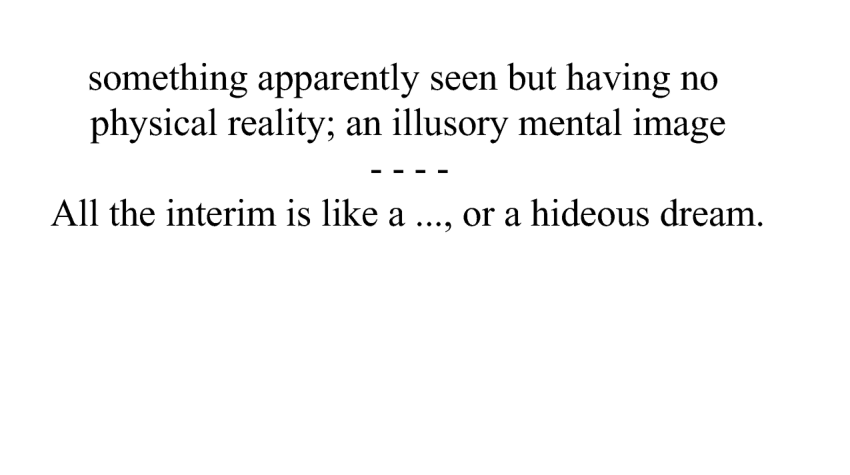 something apparently seen but having no
physical reality; an illusory mental image
- - - -
All the interim is like a ..., or a hideous dream.